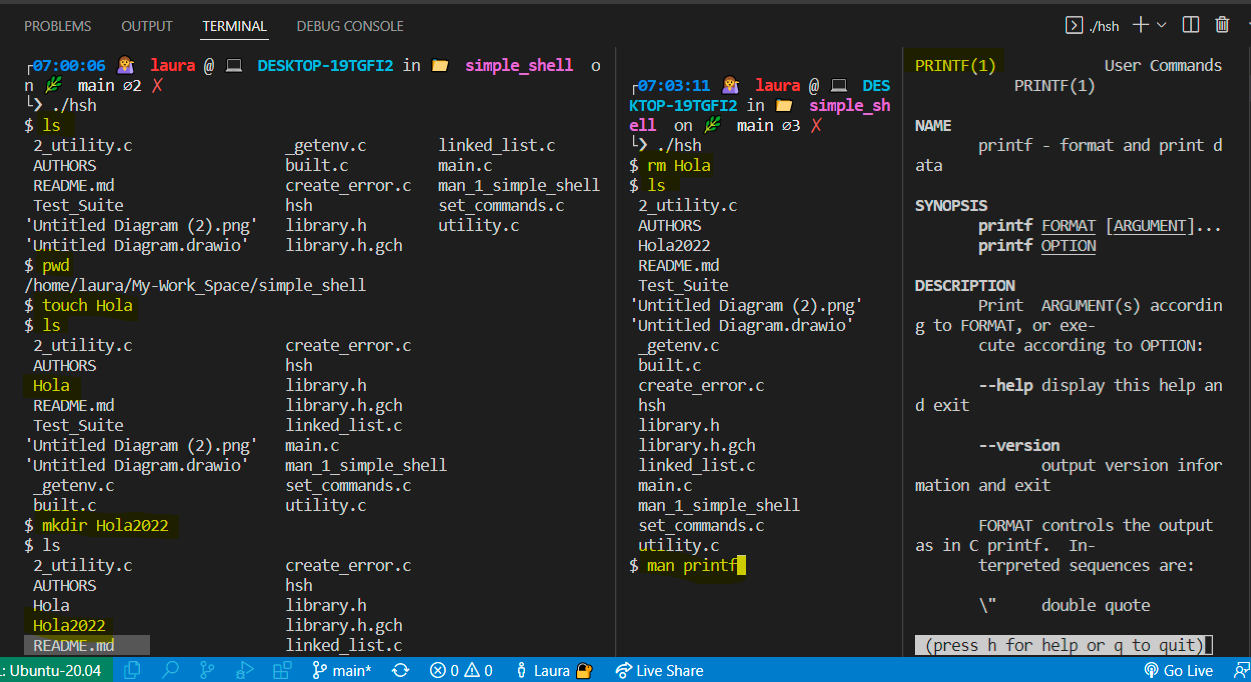 PROBLEMS OUTPUT TERMINAL DEBUG CONSOLE
./hsh
┌07:00:06 🙋 laura @ 💻 DESKTOP-19TGFI2 in 📂 simple_shell o
n 🌿 main ∅2 ✗
└❯ ./hsh
$ ls
2_utility.c _getenv.c linked_list.c
AUTHORS built.c main.c
README.md create_error.c man_1_simple_shell
Test_Suite hsh set_commands.c
'Untitled Diagram (2).png' library.h utility.c
'Untitled Diagram.drawio' library.h.gch
$ pwd
/home/laura/My-Work_Space/simple_shell
$ touch Hola
$ ls
2_utility.c create_error.c
AUTHORS hsh
Hola library.h
README.md library.h.gch
Test_Suite linked_list.c
'Untitled Diagram (2).png' main.c
'Untitled Diagram.drawio' man_1_simple_shell
_getenv.c set_commands.c
built.c utility.c
$ mkdir Hola2022
$ ls
2_utility.c create_error.c
AUTHORS hsh
Hola library.h
Hola2022 library.h.gch
README.md linked_list.c
┌07:03:11 🙋 laura @ 💻 DES
KTOP-19TGFI2 in 📂 simple_sh
ell on 🌿 main ∅3 ✗
└❯ ./hsh
$ rm Hola
$ ls
2_utility.c
AUTHORS
Hola2022
README.md
Test_Suite
'Untitled Diagram (2).png'
'Untitled Diagram.drawio'
_getenv.c
built.c
create_error.c
hsh
library.h
library.h.gch
linked_list.c
main.c
man_1_simple_shell
set_commands.c
utility.c
$ man printf
PRINTF(1) User Commands
PRINTF(1)
NAME
printf - format and print d
ata
SYNOPSIS
printf FORMAT [ARGUMENT]...
printf OPTION
DESCRIPTION
Print ARGUMENT(s) accordin
g to FORMAT, or exe-
cute according to OPTION:
--help display this help an
d exit
--version
output version infor
mation and exit
FORMAT controls the output
as in C printf. In-
terpreted sequences are:
\" double quote
(press h for help or q to quit)
L: Ubuntu-20.04 main* 0 0 Laura Live Share Go Live